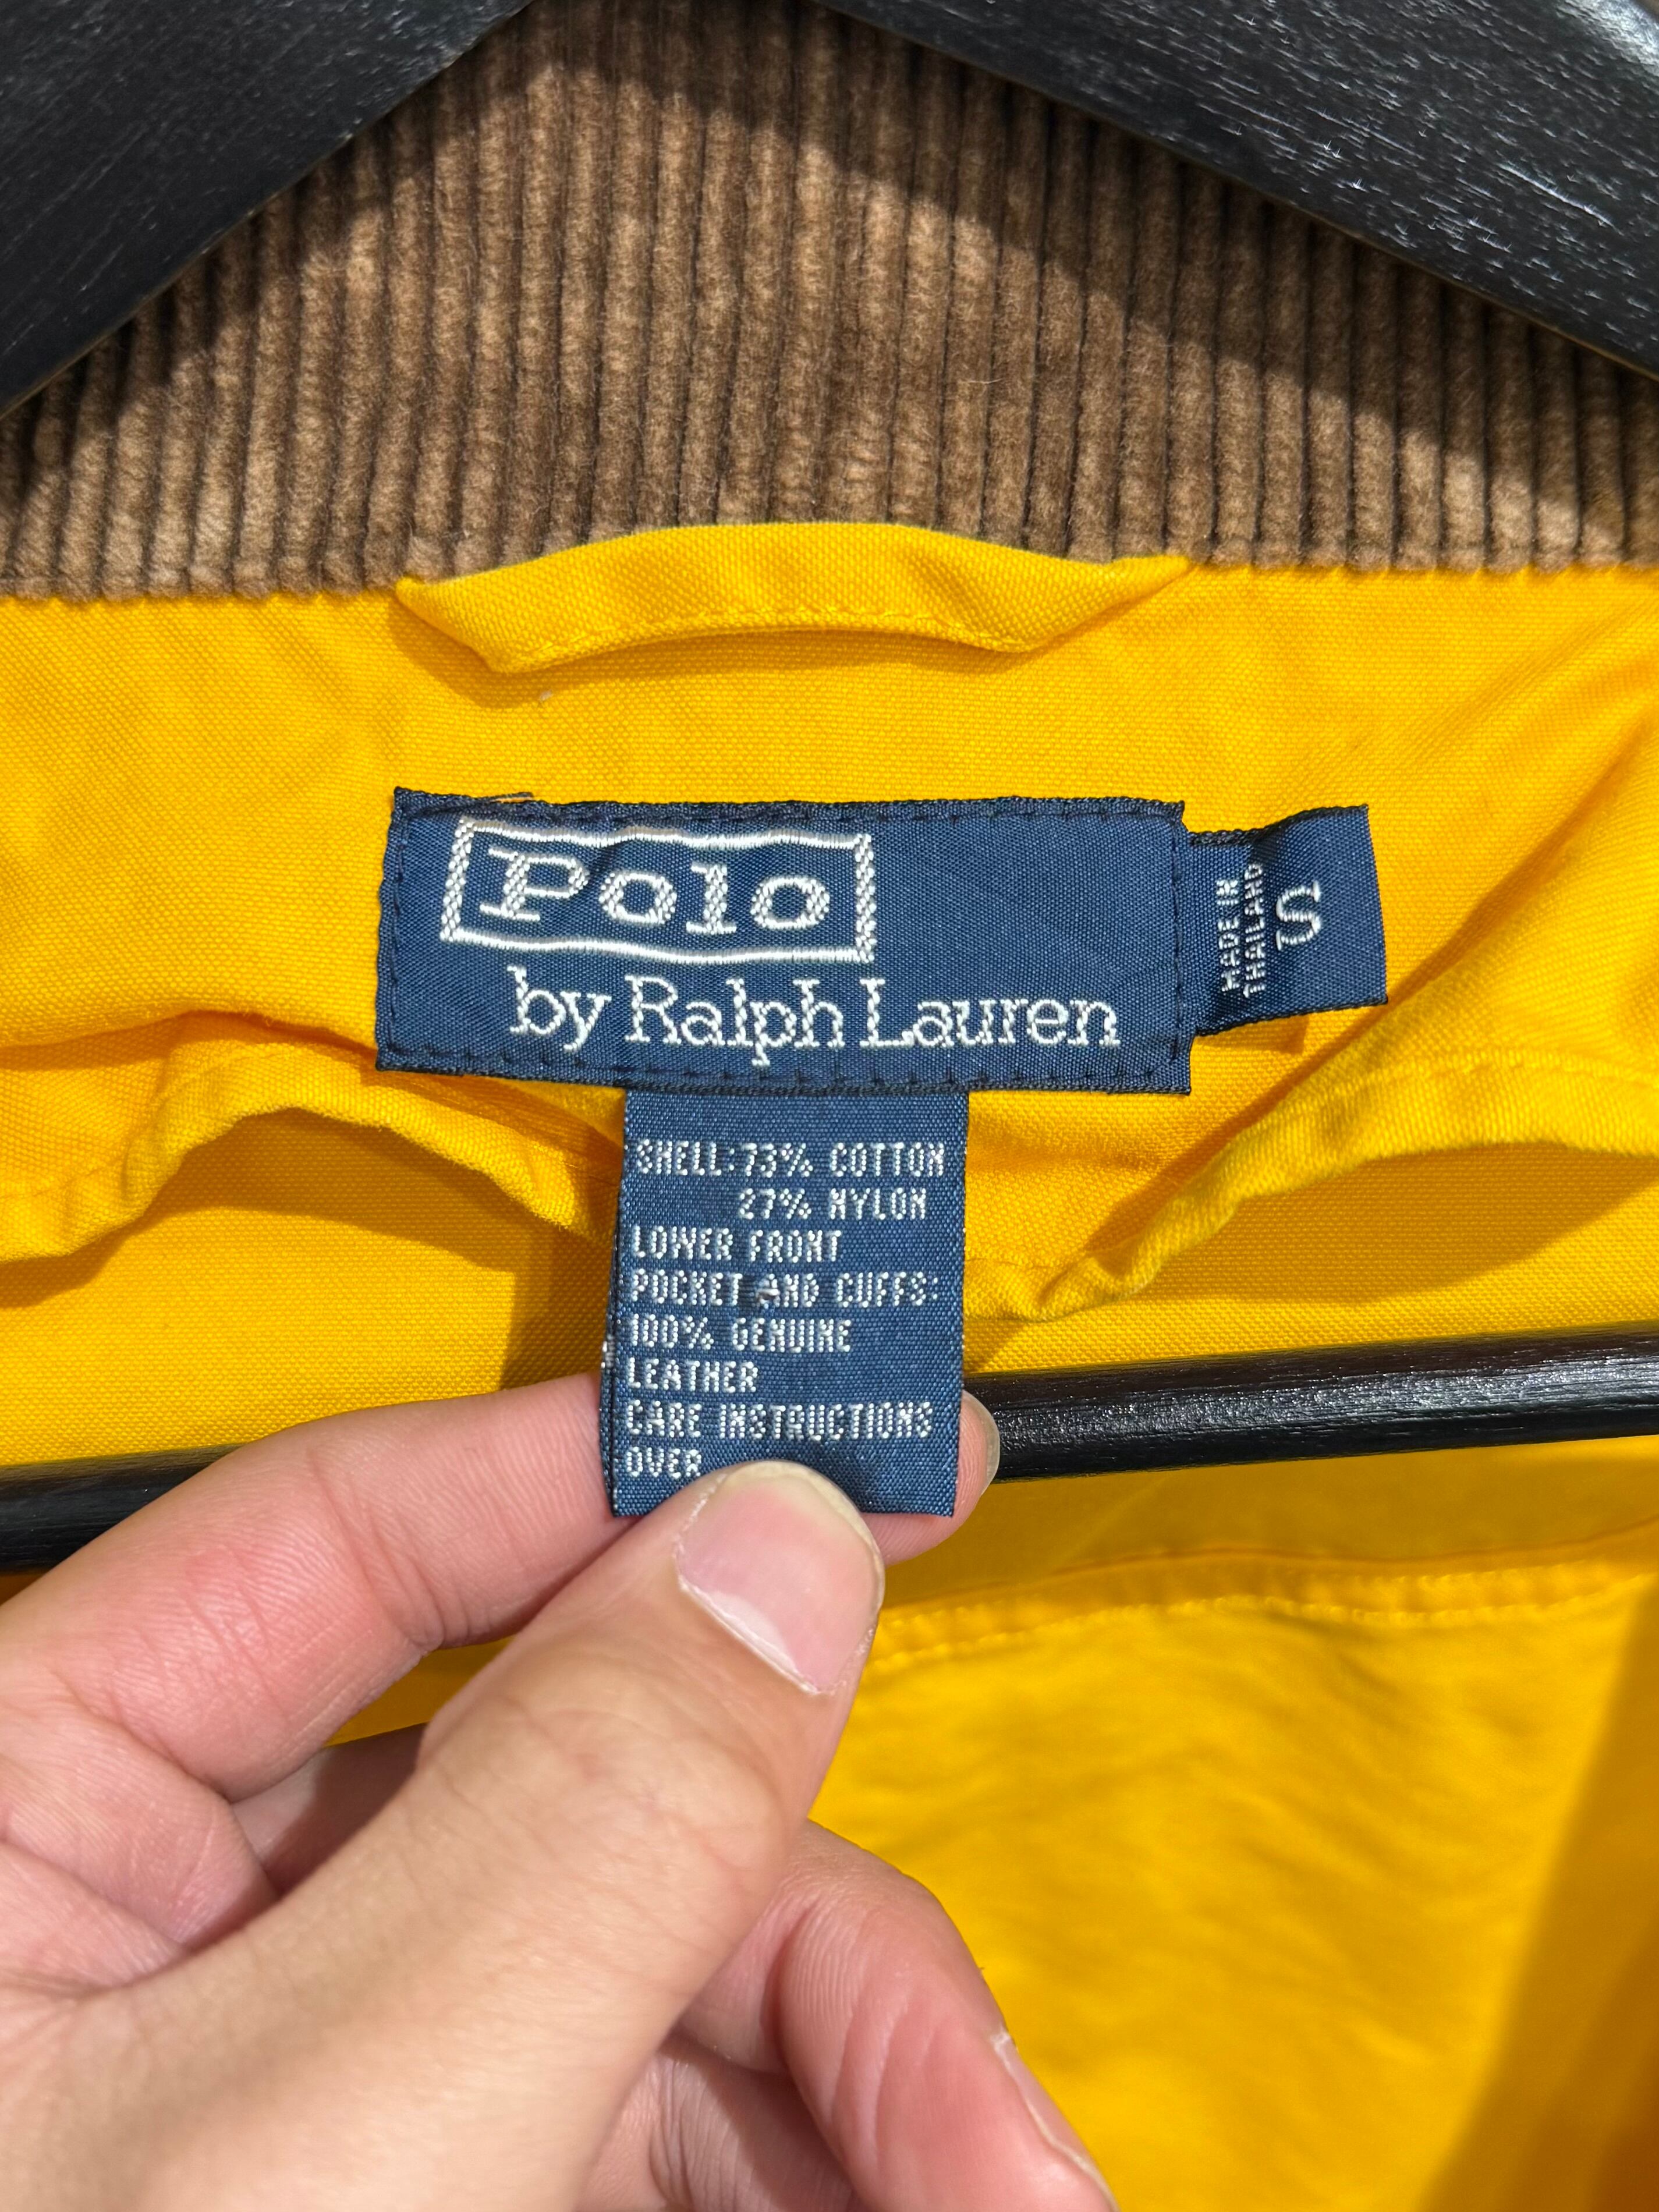 Polo
by Ralph Lauren
MADE IN
THAILAND
S
SHELL:73% COTTON
27% NYLON
LOWER FRONT
POCKET AND CUFFS:
100% GENUINE
LEATHER
CARE INSTRUCTIONS
OVER